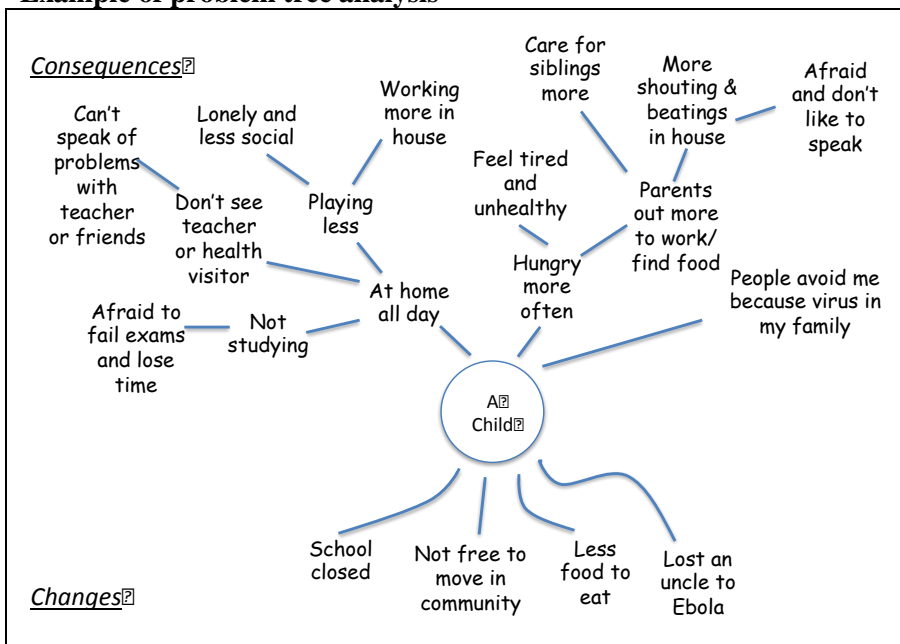 Example of problem tree analysis
Consequences
Can't
speak of
problems
with
teacher
or friends
Lonely and
less social
Working
more in
house
Care for
siblings
more
More
shouting &
beatings
in house
Afraid
and don't
like to
speak
Don't see
teacher
or health
visitor
Playing
less
Feel tired
and
unhealthy
Parents
out more
to work/
find food
Afraid to
fail exams
and lose
time
Not
studying
At home
all day
Hungry
more
often
People avoid me
because virus in
my family
A
Child
School
closed
Not free to
move in
community
Less
food to
eat
Lost an
uncle to
Ebola
Changes